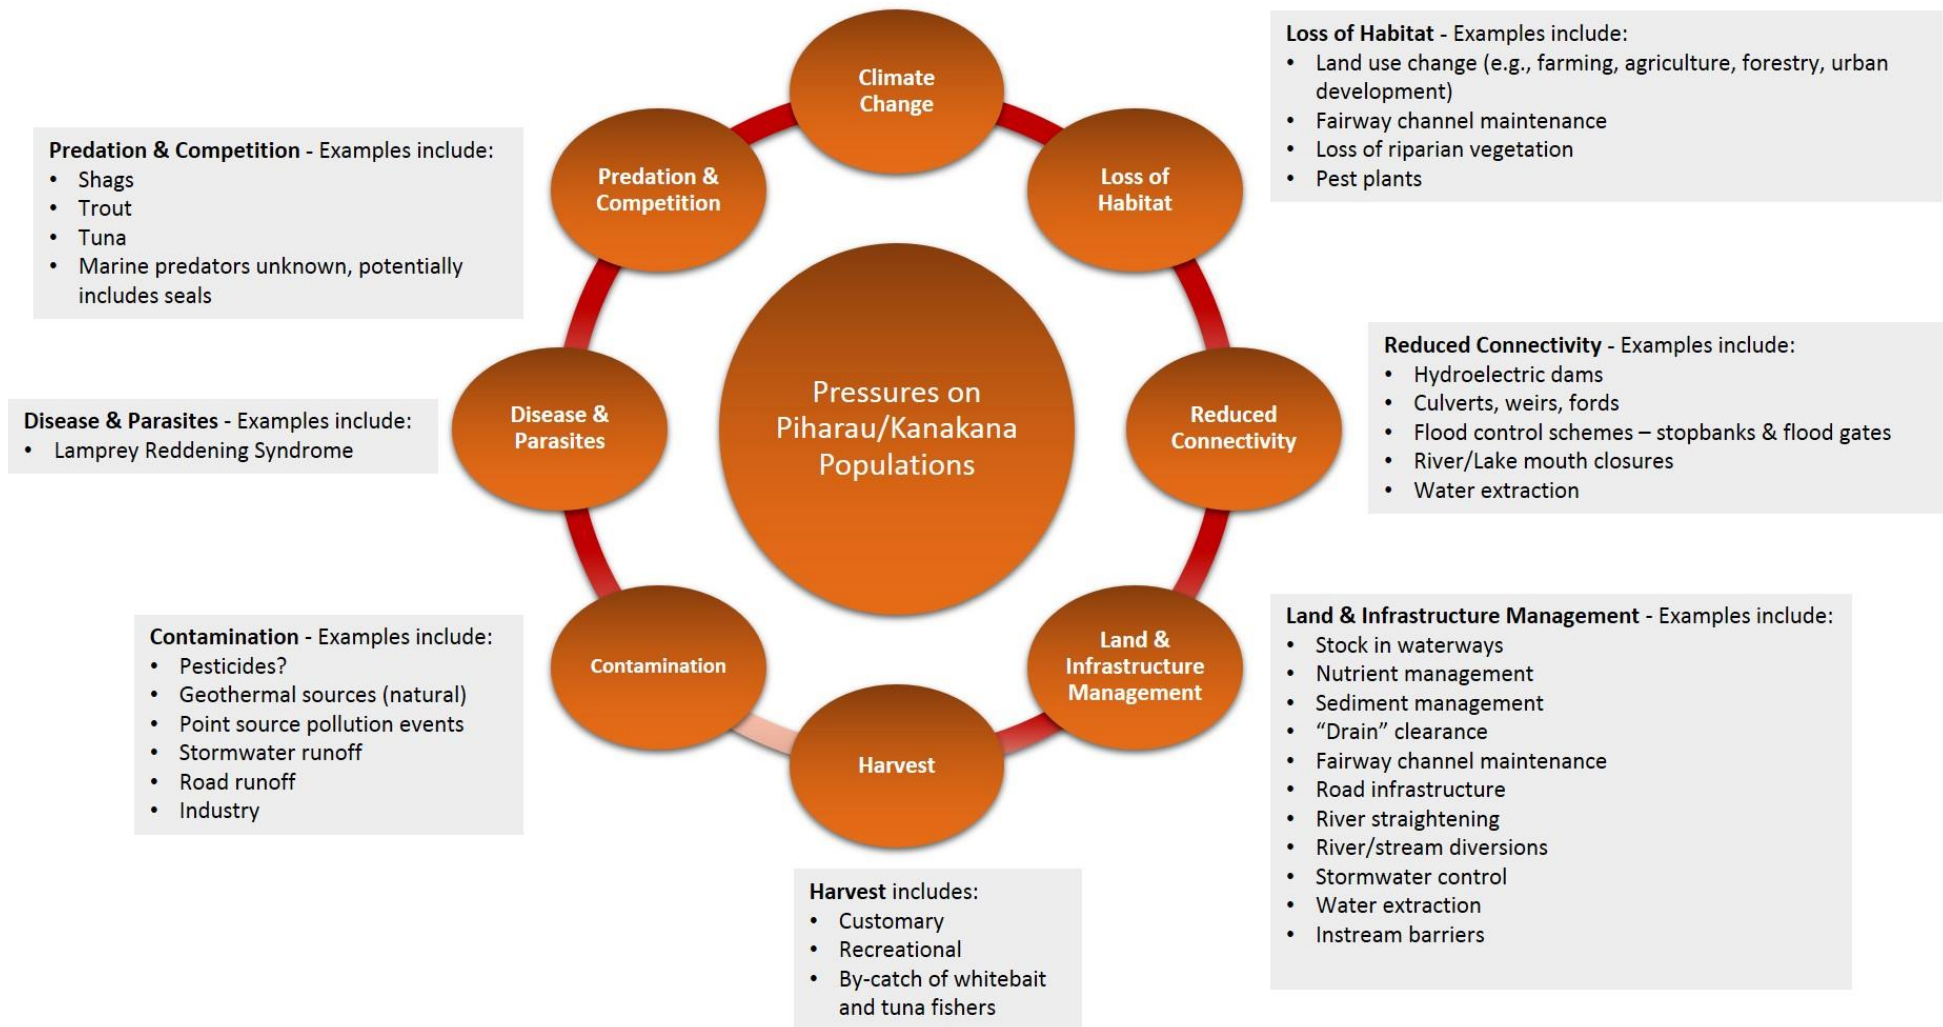 Climate
Change
Loss of
Habitat
Reduced
Connectivity
Land &
Infrastructure
Management
Harvest
Contamination
Disease &
Parasites
Predation &
Competition
Pressures on
Piharau/Kanakana
Populations
Loss of Habitat - Examples include:
• Land use change (e.g., farming, agriculture, forestry, urban
development)
• Fairway channel maintenance
• Loss of riparian vegetation
• Pest plants
Reduced Connectivity - Examples include:
• Hydroelectric dams
• Culverts, weirs, fords
• Flood control schemes – stopbanks & flood gates
• River/Lake mouth closures
• Water extraction
Land & Infrastructure Management - Examples include:
• Stock in waterways
• Nutrient management
• Sediment management
• “Drain” clearance
• Fairway channel maintenance
• Road infrastructure
• River straightening
• River/stream diversions
• Stormwater control
• Water extraction
• Instream barriers
Harvest includes:
• Customary
• Recreational
• By-catch of whitebait
and tuna fishers
Contamination - Examples include:
• Pesticides?
• Geothermal sources (natural)
• Point source pollution events
• Stormwater runoff
• Road runoff
• Industry
Disease & Parasites - Examples include:
• Lamprey Reddening Syndrome
Predation & Competition - Examples include:
• Shags
• Trout
• Tuna
• Marine predators unknown, potentially
includes seals